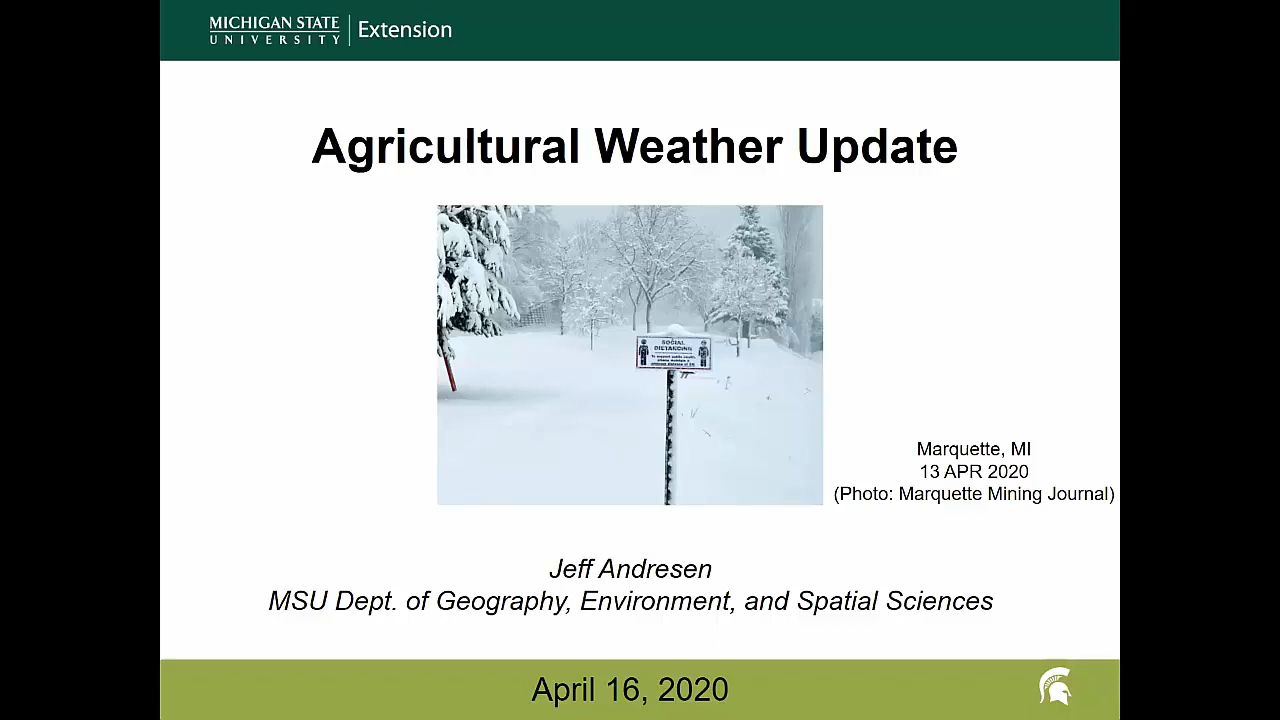 MICHIGAN STATE
UNIVERSITY
Extension
Agricultural Weather Update
SOCIAL
DISTANCING
Marquette, MI
13 APR 2020
(Photo: Marquette Mining Journal)
Jeff Andresen
MSU Dept. of Geography, Environment, and Spatial Sciences
April 16, 2020